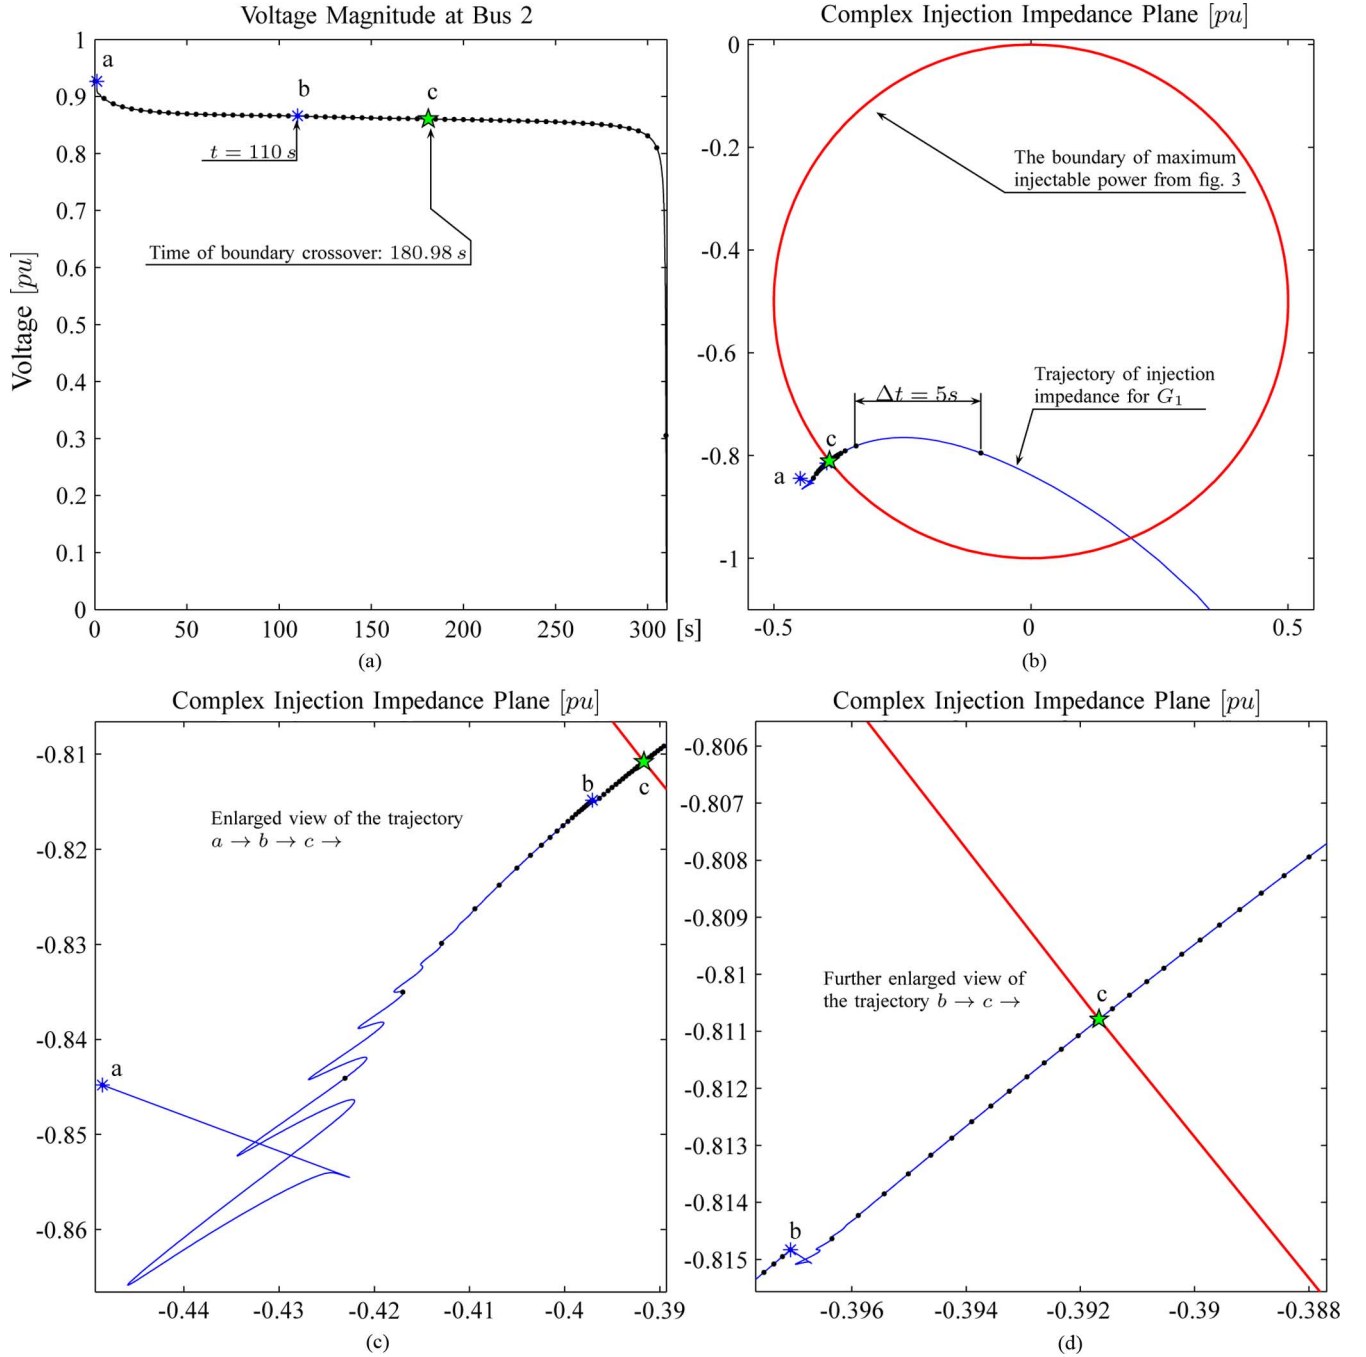 Voltage Magnitude at Bus 2
Voltage [pu]
1
0.9
0.8
0.7
0.6
0.5
0.4
0.3
0.2
0.1
0
a
b
c
t = 110 s
Time of boundary crossover: 180.98 s
0 50 100 150 200 250 300 [s]
(a)
Complex Injection Impedance Plane [pu]
0
-0.2
-0.4
-0.6
-0.8
-1
The boundary of maximum
injectable power from fig. 3
Trajectory of injection
impedance for G1
Δt = 5s
c
a
-0.5 0 0.5
(b)
Complex Injection Impedance Plane [pu]
-0.81
-0.82
-0.83
-0.84
-0.85
-0.86
b
c
Enlarged view of the trajectory
a → b → c →
a
-0.44 -0.43 -0.42 -0.41 -0.4 -0.39
(c)
Complex Injection Impedance Plane [pu]
-0.806
-0.807
-0.808
-0.809
-0.81
-0.811
-0.812
-0.813
-0.814
-0.815
Further enlarged view of
the trajectory b → c →
c
b
-0.396 -0.394 -0.392 -0.39 -0.388
(d)